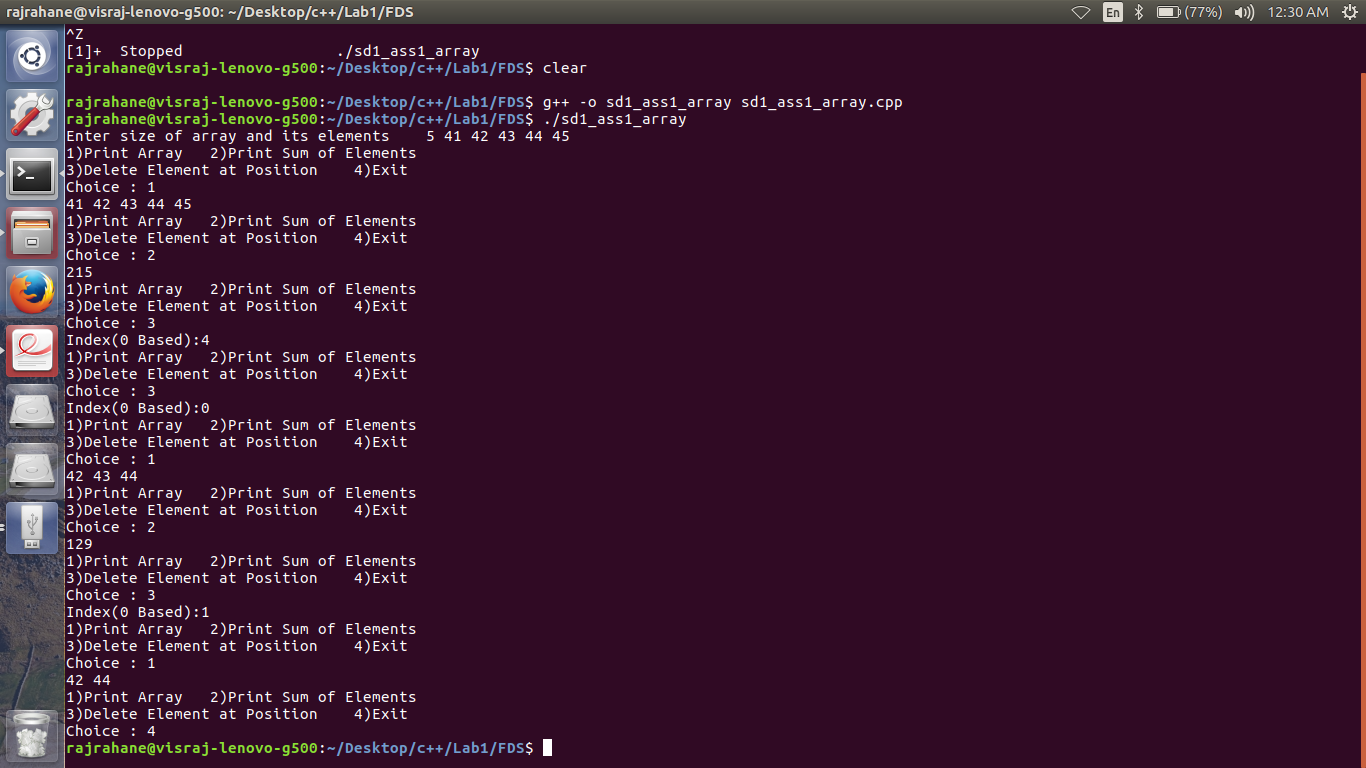 rajrahane@visraj-lenovo-g500: ~/Desktop/c++/Lab1/FDS En (77%) 12:30 AM
^Z
[1]+  Stopped                 ./sd1_ass1_array
rajrahane@visraj-lenovo-g500:~/Desktop/c++/Lab1/FDS$ clear
rajrahane@visraj-lenovo-g500:~/Desktop/c++/Lab1/FDS$ g++ -o sd1_ass1_array sd1_ass1_array.cpp
rajrahane@visraj-lenovo-g500:~/Desktop/c++/Lab1/FDS$ ./sd1_ass1_array
Enter size of array and its elements    5 41 42 43 44 45
1)Print Array   2)Print Sum of Elements
3)Delete Element at Position    4)Exit
Choice : 1
41 42 43 44 45
1)Print Array   2)Print Sum of Elements
3)Delete Element at Position    4)Exit
Choice : 2
215
1)Print Array   2)Print Sum of Elements
3)Delete Element at Position    4)Exit
Choice : 3
Index(0 Based):4
1)Print Array   2)Print Sum of Elements
3)Delete Element at Position    4)Exit
Choice : 3
Index(0 Based):0
1)Print Array   2)Print Sum of Elements
3)Delete Element at Position    4)Exit
Choice : 1
42 43 44
1)Print Array   2)Print Sum of Elements
3)Delete Element at Position    4)Exit
Choice : 2
129
1)Print Array   2)Print Sum of Elements
3)Delete Element at Position    4)Exit
Choice : 3
Index(0 Based):1
1)Print Array   2)Print Sum of Elements
3)Delete Element at Position    4)Exit
Choice : 1
42 44
1)Print Array   2)Print Sum of Elements
3)Delete Element at Position    4)Exit
Choice : 4
rajrahane@visraj-lenovo-g500:~/Desktop/c++/Lab1/FDS$